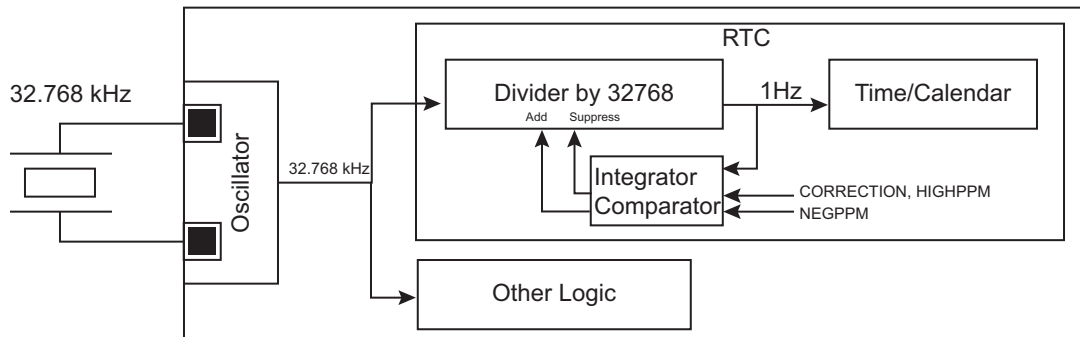 RTC
32.768 kHz
Divider by 32768
Add Suppress
1Hz
Time/Calendar
Oscillator
32.768 kHz
Integrator
Comparator
CORRECTION, HIGHPPM
NEGPPM
Other Logic